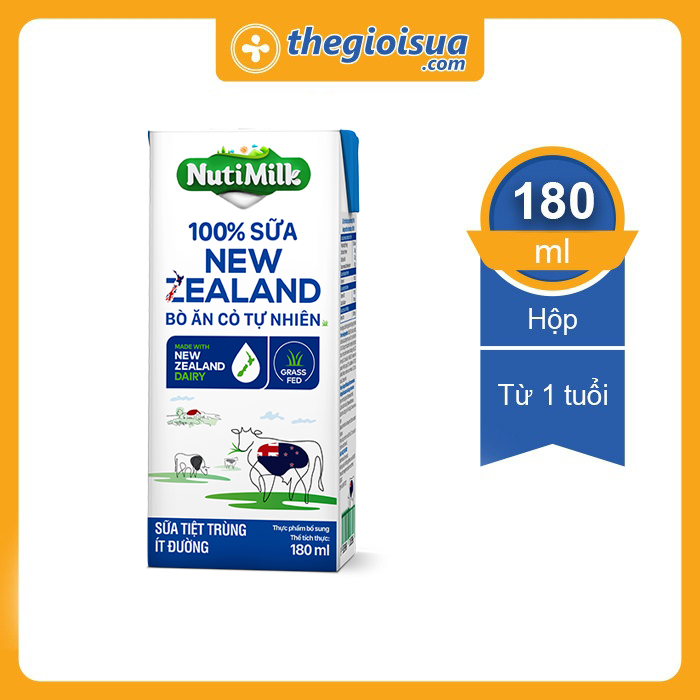 thegioisua
.com
NutiMilk
100% SỮA
NEW
ZEALAND
BÒ ĂN CỎ TỰ NHIÊN
MADE WITH
NEW
ZEALAND
DAIRY
GRASS
FED
SỮA TIỆT TRÙNG
ÍT ĐƯỜNG
Thực phẩm bổ sung
Thể tích thực:
180 ml
180
ml
Hộp
Từ 1 tuổi